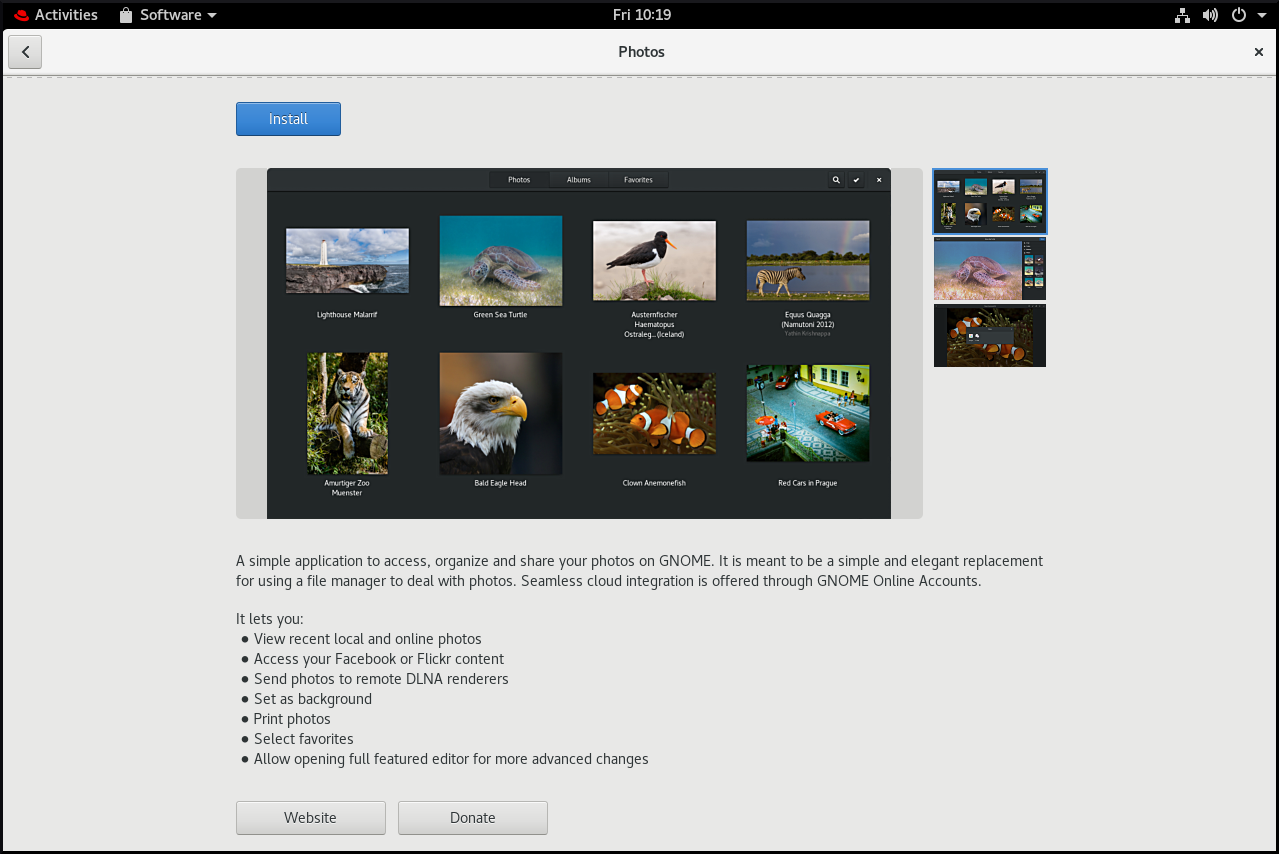 Activities Software Fri 10:19
Photos
Install
Photos Albums Favorites
Lighthouse Malarrif
Green Sea Turtle
Austernfischer
Haematopus
Ostraleg... (Iceland)
Equus Quagga
(Namutoni 2012)
Yathin Krishnappa
Amurtiger Zoo
Muenster
Bald Eagle Head
Clown Anemonefish
Red Cars in Prague
A simple application to access, organize and share your photos on GNOME. It is meant to be a simple and elegant replacement
for using a file manager to deal with photos. Seamless cloud integration is offered through GNOME Online Accounts.
It lets you:
● View recent local and online photos
● Access your Facebook or Flickr content
● Send photos to remote DLNA renderers
● Set as background
● Print photos
● Select favorites
● Allow opening full featured editor for more advanced changes
Website Donate